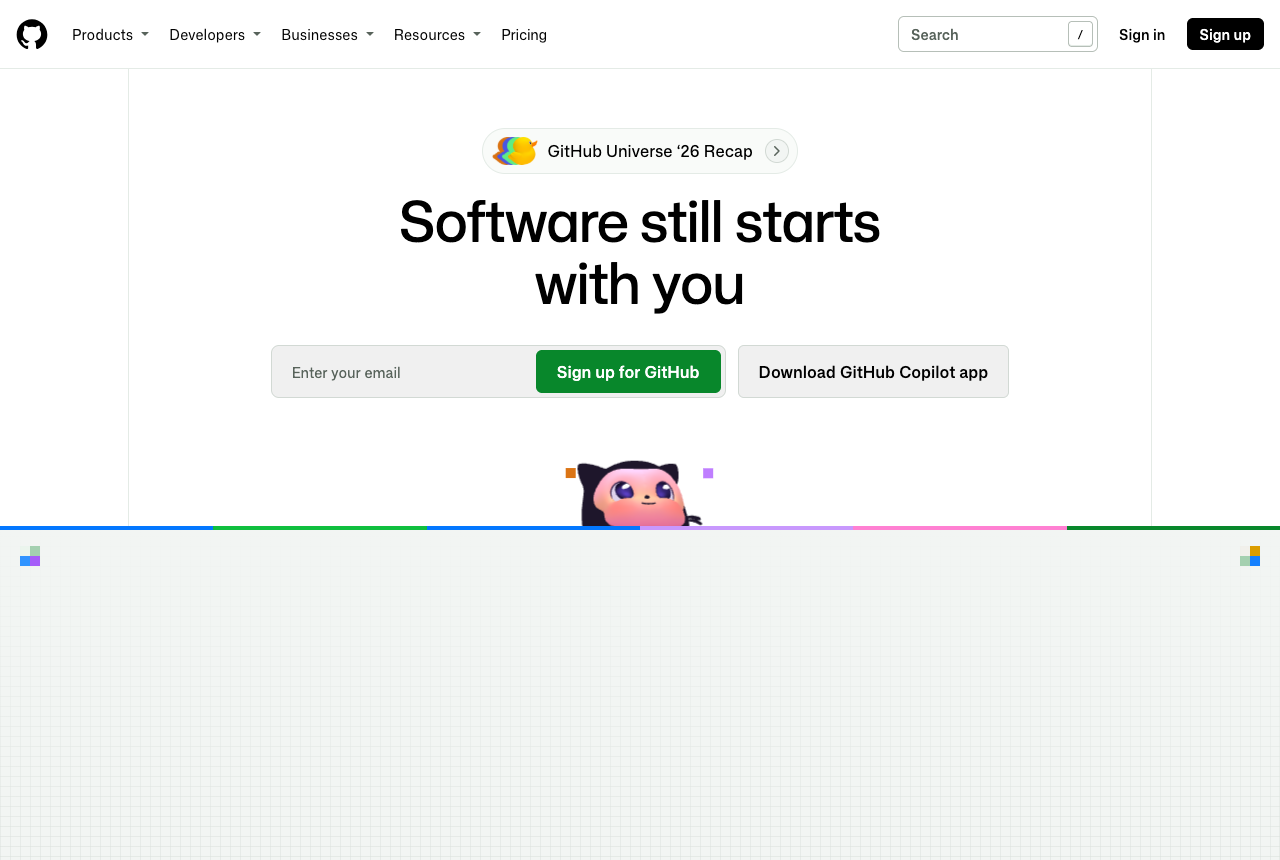 Products
Developers
Businesses
Resources
Pricing
Search
/
Sign in
Sign up
GitHub Universe ‘26 Recap
Software still starts
with you
Enter your email
Sign up for GitHub
Download GitHub Copilot app